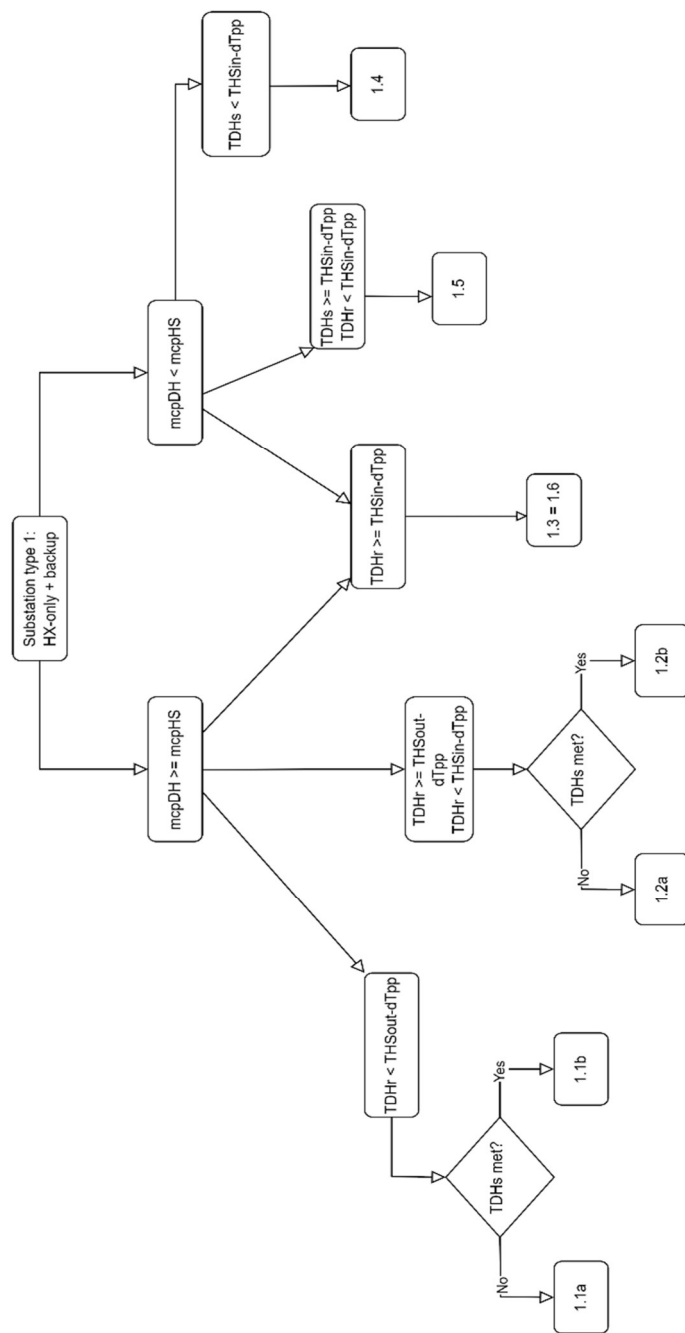 Substation type 1:
HX-only + backup
mcpDH >= mcpHS
mcpDH < mcpHS
TDHr < THSout-dTpp
TDHr >= THSout-
dTpp
TDHr < THSin-dTpp
TDHr >= THSin-dTpp
TDHs >= THSin-dTpp
TDHr < THSin-dTpp
TDHs < THSin-dTpp
TDHs met?
No
Yes
1.1a
1.1b
TDHs met?
No
Yes
1.2a
1.2b
1.3 = 1.6
1.5
1.4